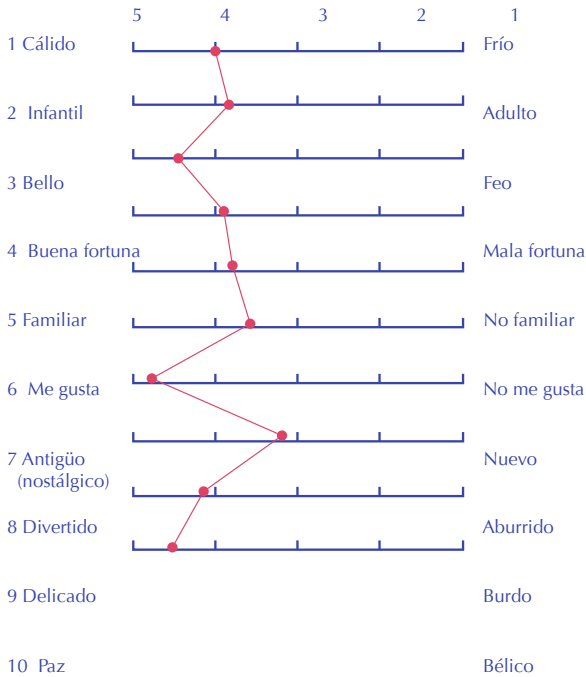 5 4 3 2 1
1 Cálido Frío
2 Infantil Adulto
3 Bello Feo
4 Buena fortuna Mala fortuna
5 Familiar No familiar
6 Me gusta No me gusta
7 Antigüo Nuevo
(nostálgico)
8 Divertido Aburrido
9 Delicado Burdo
10 Paz Bélico